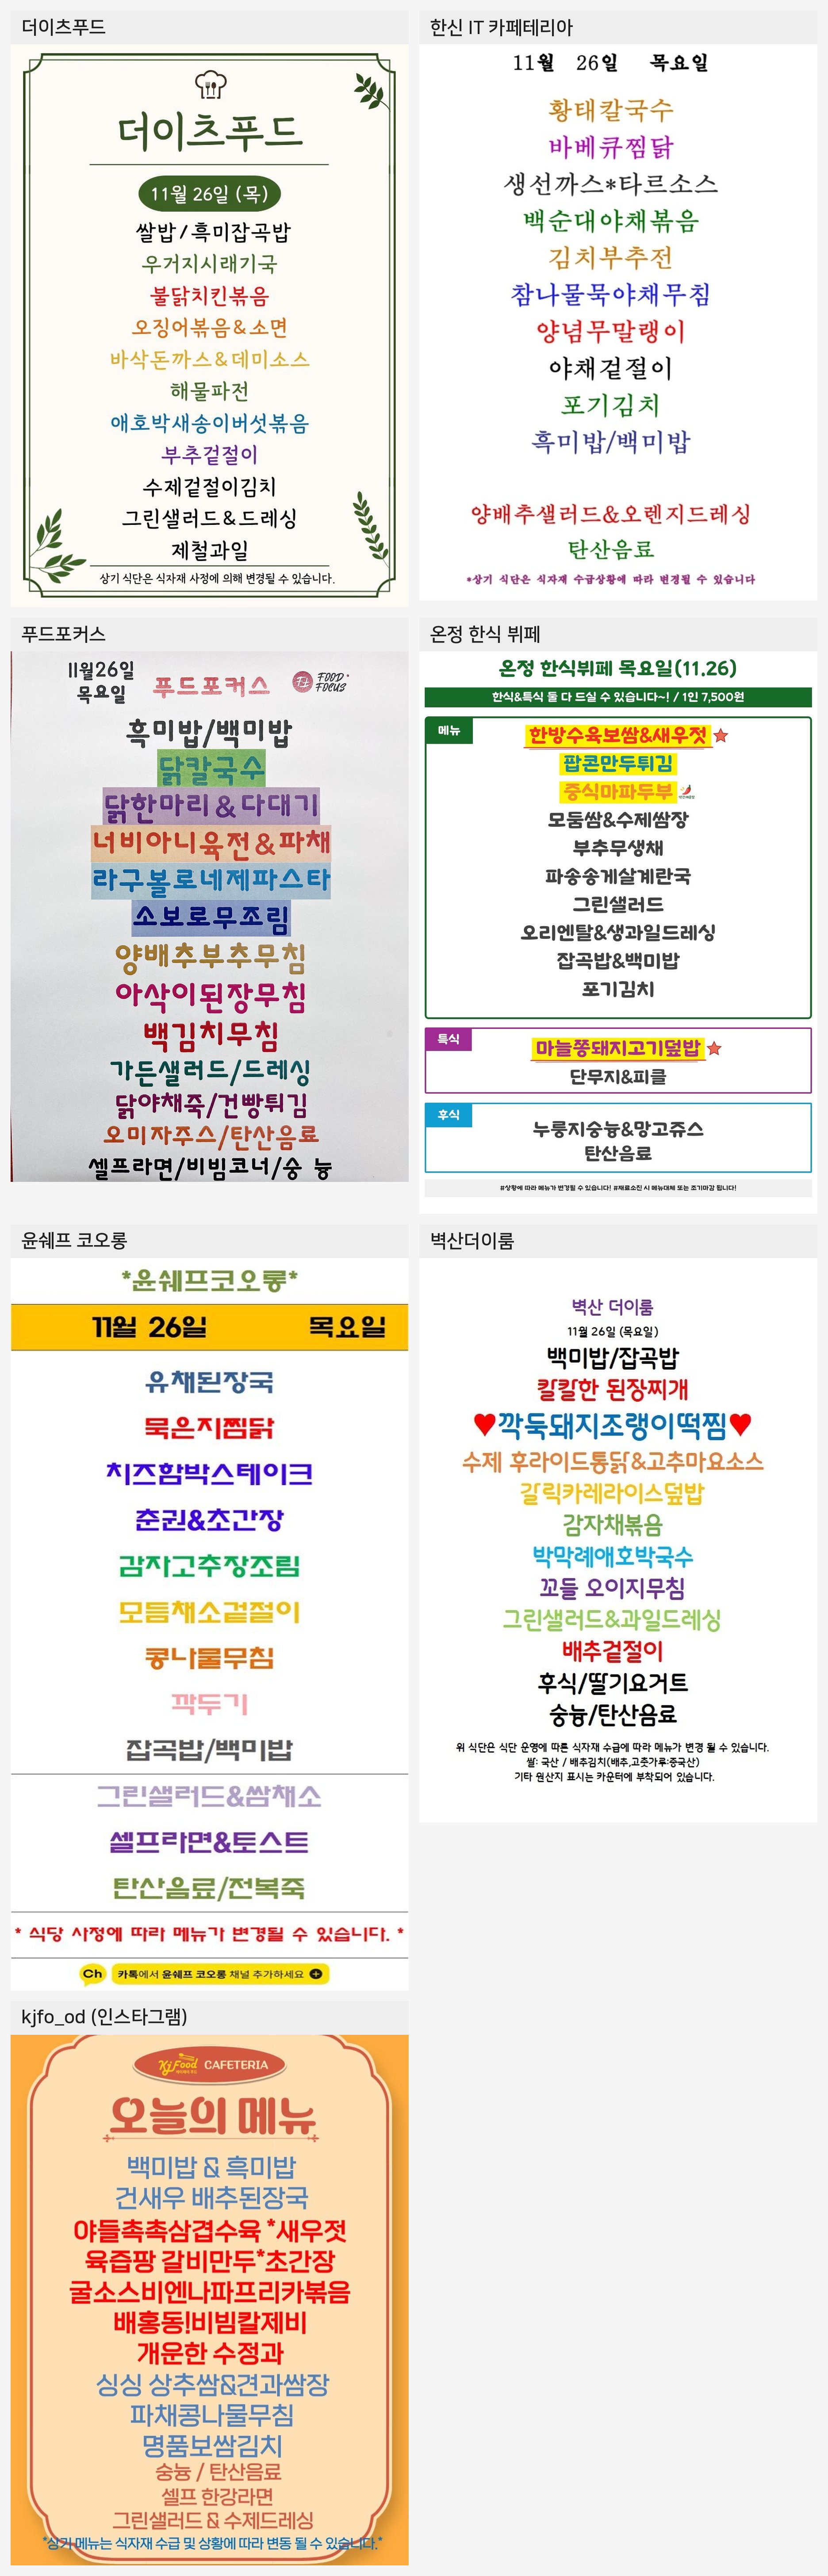 더이츠푸드
더이츠푸드
11월 26일 (목)
쌀밥/흑미잡곡밥
우거지시래기국
불닭치킨볶음
오징어볶음&소면
바삭돈까스&데미소스
해물파전
애호박새송이버섯볶음
부추겉절이
수제겉절이김치
그린샐러드&드레싱
제철과일
상기 식단은 식자재 사정에 의해 변경될 수 있습니다.
한신 IT 카페테리아
11월 26일 목요일
황태칼국수
바베큐찜닭
생선까스*타르소스
백순대야채볶음
김치부추전
참나물묵야채무침
양념무말랭이
야채겉절이
포기김치
흑미밥/백미밥
양배추샐러드&오렌지드레싱
탄산음료
*상기 식단은 식자재 수급상황에 따라 변경될 수 있습니다
푸드포커스
11월26일
목요일
푸드포커스
FOOD FOCUS
흑미밥/백미밥
닭칼국수
닭한마리&다대기
너비아니육전&파채
라구볼로네제파스타
소보로무조림
양배추부추무침
아삭이된장무침
백김치무침
가든샐러드/드레싱
닭야채죽/건빵튀김
오미자주스/탄산음료
셀프라면/비빔코너/숭 늉
온정 한식 뷔페
온정 한식뷔페 목요일(11.26)
한식&특식 둘 다 드실 수 있습니다~! / 1인 7,500원
메뉴
한방수육보쌈&새우젓
팝콘만두튀김
중식마파두부
모둠쌈&수제쌈장
부추무생채
파송송게살계란국
그린샐러드
오리엔탈&생과일드레싱
잡곡밥&백미밥
포기김치
특식
마늘쫑돼지고기덮밥
단무지&피클
후식
누룽지숭늉&망고쥬스
탄산음료
#상황에 따라 메뉴가 변경될 수 있습니다! #재료소진 시 메뉴대체 또는 조기마감 됩니다!
윤쉐프 코오롱
*윤쉐프코오롱*
11월 26일 목요일
유채된장국
묵은지찜닭
치즈함박스테이크
춘권&초간장
감자고추장조림
모듬채소겉절이
콩나물무침
깍두기
잡곡밥/백미밥
그린샐러드&쌈채소
셀프라면&토스트
탄산음료/전복죽
* 식당 사정에 따라 메뉴가 변경될 수 있습니다. *
Ch 카톡에서 윤쉐프 코오롱 채널 추가하세요
벽산더이룸
벽산 더이룸
11월 26일 (목요일)
백미밥/잡곡밥
칼칼한 된장찌개
♥깍둑돼지조랭이떡찜♥
수제 후라이드통닭&고추마요소스
갈릭카레라이스덮밥
감자채볶음
박막례애호박국수
꼬들 오이지무침
그린샐러드&과일드레싱
배추겉절이
후식/딸기요거트
숭늉/탄산음료
위 식단은 식단 운영에 따른 식자재 수급에 따라 메뉴가 변경 될 수 있습니다.
쌀: 국산 / 배추김치(배추,고춧가루:중국산)
기타 원산지 표시는 카운터에 부착되어 있습니다.
kjfo_od (인스타그램)
KJ Food CAFETERIA
오늘의 메뉴
백미밥 & 흑미밥
건새우 배추된장국
야들촉촉삼겹수육 *새우젓
육즙팡 갈비만두*초간장
굴소스비엔나파프리카볶음
배홍동!비빔칼제비
개운한 수정과
싱싱 상추쌈&견과쌈장
파채콩나물무침
명품보쌈김치
숭늉 / 탄산음료
셀프 한강라면
그린샐러드 & 수제드레싱
*상기 메뉴는 식자재 수급 및 상황에 따라 변동 될 수 있습니다.*